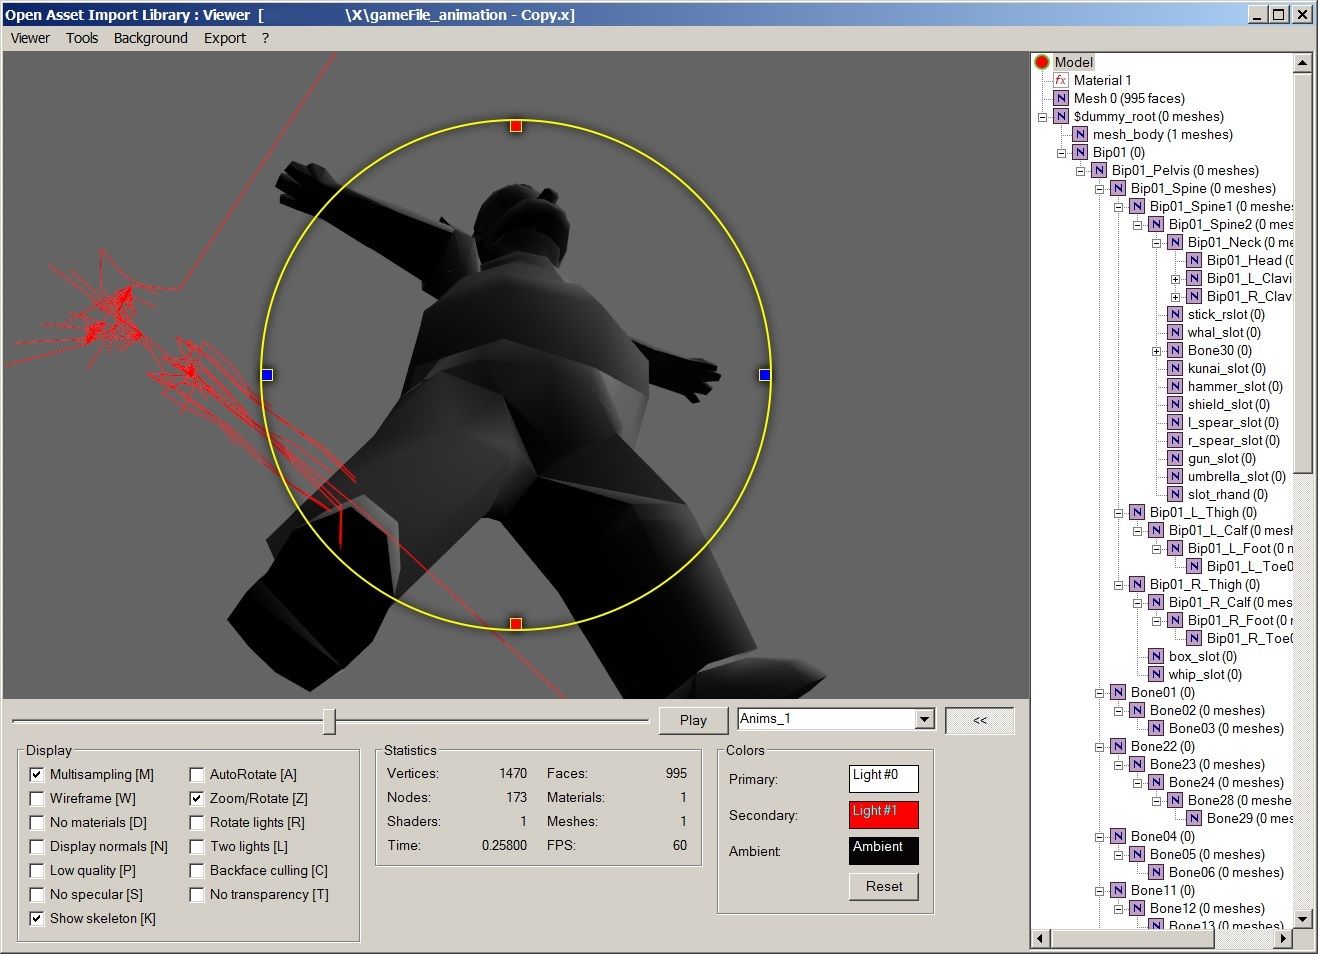 Open Asset Import Library : Viewer [ \X\gameFile_animation - Copy.x]
Viewer Tools Background Export ?
Model
fx Material 1
N Mesh 0 (995 faces)
N $dummy_root (0 meshes)
N mesh_body (1 meshes)
N Bip01 (0)
N Bip01_Pelvis (0 meshes)
N Bip01_Spine (0 meshes)
N Bip01_Spine1 (0 meshes
N Bip01_Spine2 (0 mes
N Bip01_Neck (0 me
N Bip01_Head (0
N Bip01_L_Clavi
N Bip01_R_Clav
N stick_rslot (0)
N whal_slot (0)
N Bone30 (0)
N kunai_slot (0)
N hammer_slot (0)
N shield_slot (0)
N l_spear_slot (0)
N r_spear_slot (0)
N gun_slot (0)
N umbrella_slot (0)
N slot_rhand (0)
N Bip01_L_Thigh (0)
N Bip01_L_Calf (0 mesh
N Bip01_L_Foot (0 m
N Bip01_L_Toe0
N Bip01_R_Thigh (0)
N Bip01_R_Calf (0 mes
N Bip01_R_Foot (0 r
N Bip01_R_Toe0
N box_slot (0)
N whip_slot (0)
N Bone01 (0)
N Bone02 (0 meshes)
N Bone03 (0 meshes)
N Bone22 (0)
N Bone23 (0 meshes)
N Bone24 (0 meshes)
N Bone28 (0 meshe
N Bone29 (0 mes
N Bone04 (0)
N Bone05 (0 meshes)
N Bone06 (0 meshes)
N Bone11 (0)
N Bone12 (0 meshes)
N Bone13 (0 meshes)
Play Anims_1 <<
Display
Multisampling [M] AutoRotate [A]
Wireframe [W] Zoom/Rotate [Z]
No materials [D] Rotate lights [R]
Display normals [N] Two lights [L]
Low quality [P] Backface culling [C]
No specular [S] No transparency [T]
Show skeleton [K]
Statistics
Vertices: 1470 Faces: 995
Nodes: 173 Materials: 1
Shaders: 1 Meshes: 1
Time: 0.25800 FPS: 60
Colors
Primary: Light #0
Secondary: Light #1
Ambient: Ambient
Reset